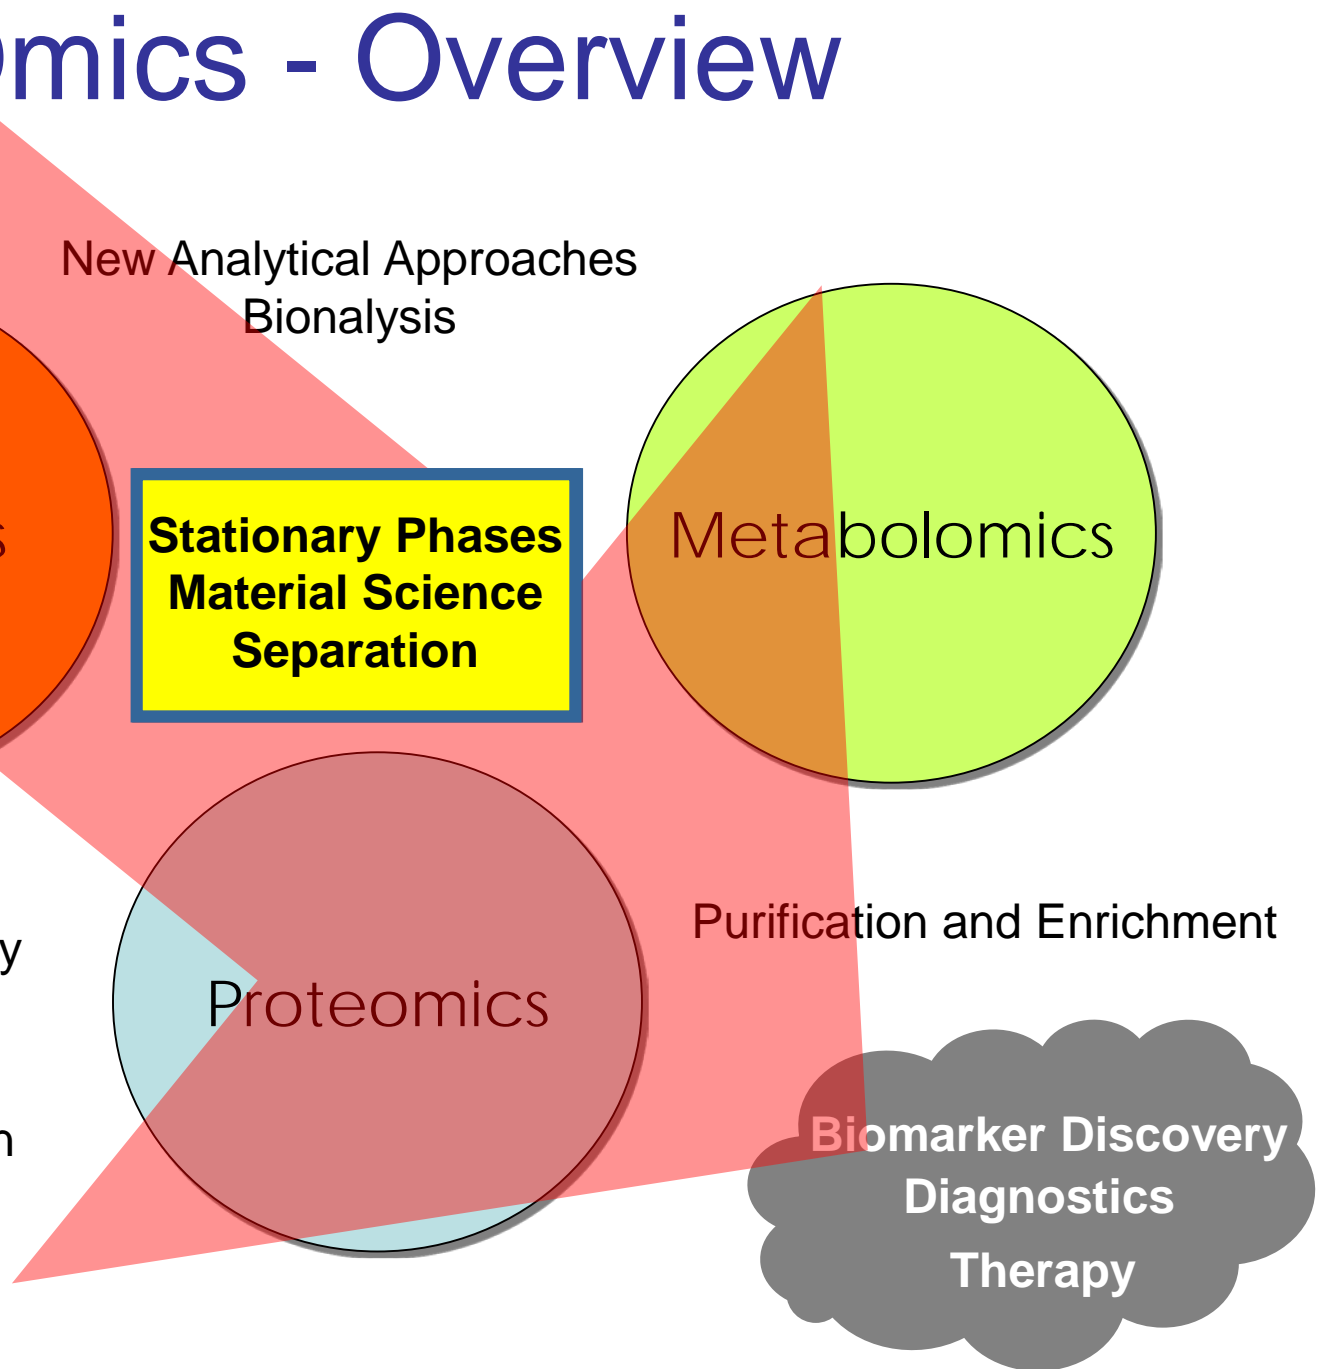 Omics - Overview
New Analytical Approaches
Bionalysis
s
Stationary Phases
Material Science
Separation
Metabolomics
Purification and Enrichment
y
Proteomics
n
Biomarker Discovery
Diagnostics
Therapy